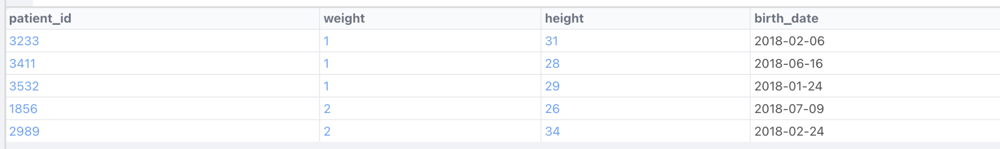 patient_id weight height birth_date
3233 1 31 2018-02-06
3411 1 28 2018-06-16
3532 1 29 2018-01-24
1856 2 26 2018-07-09
2989 2 34 2018-02-24